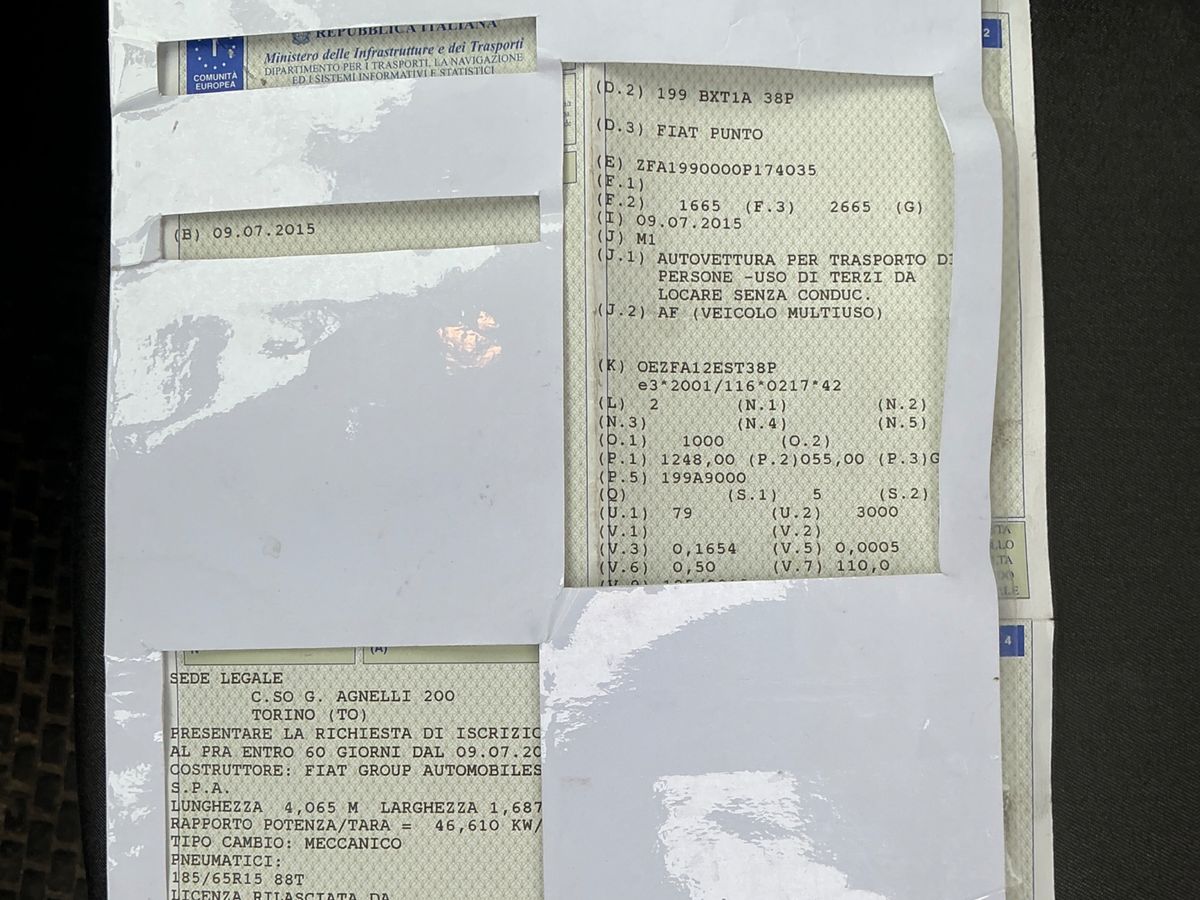 REPUBBLICA ITALIANA
Ministero delle Infrastrutture e dei Trasporti
DIPARTIMENTO PER I TRASPORTI, LA NAVIGAZIONE
ED I SISTEMI INFORMATIVI E STATISTICI
I
COMUNITÀ
EUROPEA
(B) 09.07.2015
2
(D.2) 199 BXT1A 38P
(D.3) FIAT PUNTO
(E) ZFA1990000P174035
(F.1)
(F.2) 1665 (F.3) 2665 (G)
(I) 09.07.2015
(J) M1
(J.1) AUTOVETTURA PER TRASPORTO DI
PERSONE -USO DI TERZI DA
LOCARE SENZA CONDUC.
(J.2) AF (VEICOLO MULTIUSO)
(K) OEZFA12EST38P
e3*2001/116*0217*42
(L) 2 (N.1) (N.2)
(N.3) (N.4) (N.5)
(O.1) 1000 (O.2)
(P.1) 1248,00 (P.2)055,00 (P.3)G
(P.5) 199A9000
(Q) (S.1) 5 (S.2)
(U.1) 79 (U.2) 3000
(V.1) (V.2)
(V.3) 0,1654 (V.5) 0,0005
(V.6) 0,50 (V.7) 110,0
(A)
SEDE LEGALE
C.SO G. AGNELLI 200
TORINO (TO)
PRESENTARE LA RICHIESTA DI ISCRIZIO
AL PRA ENTRO 60 GIORNI DAL 09.07.20
COSTRUTTORE: FIAT GROUP AUTOMOBILES
S.P.A.
LUNGHEZZA 4,065 M LARGHEZZA 1,687
RAPPORTO POTENZA/TARA = 46,610 KW/
TIPO CAMBIO: MECCANICO
PNEUMATICI:
185/65R15 88T
LICENZA RILASCIATA DA
4